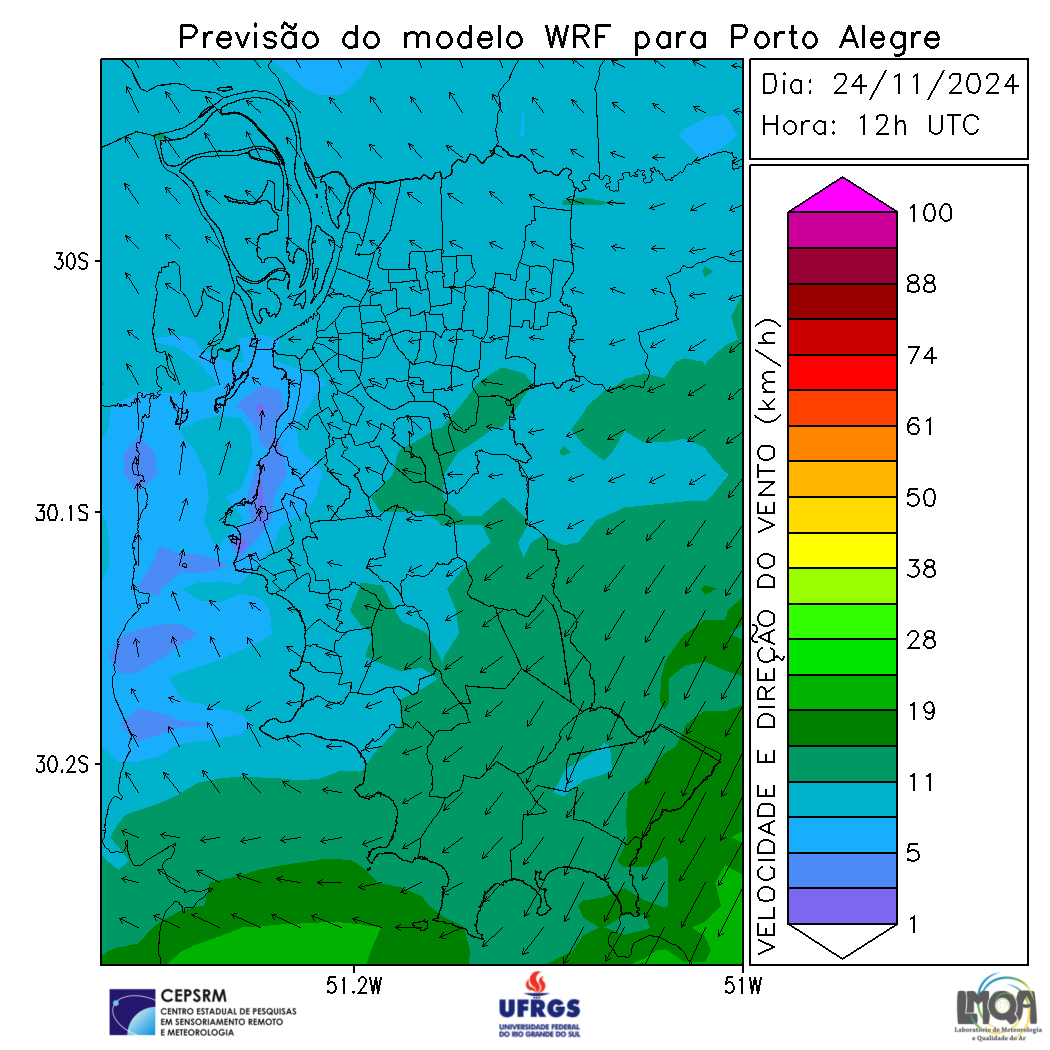 Previsão do modelo WRF para Porto Alegre
Dia: 24/11/2024
Hora: 12h UTC
30S
30.1S
30.2S
51.2W
51W
VELOCIDADE E DIREÇÃO DO VENTO (km/h)
100
88
74
61
50
38
28
19
11
5
1
CEPSRM
CENTRO ESTADUAL DE PESQUISAS
EM SENSORIAMENTO REMOTO
E METEOROLOGIA
UFRGS
UNIVERSIDADE FEDERAL
DO RIO GRANDE DO SUL
LMQA
Laboratório de Meteorologia
e Qualidade do Ar